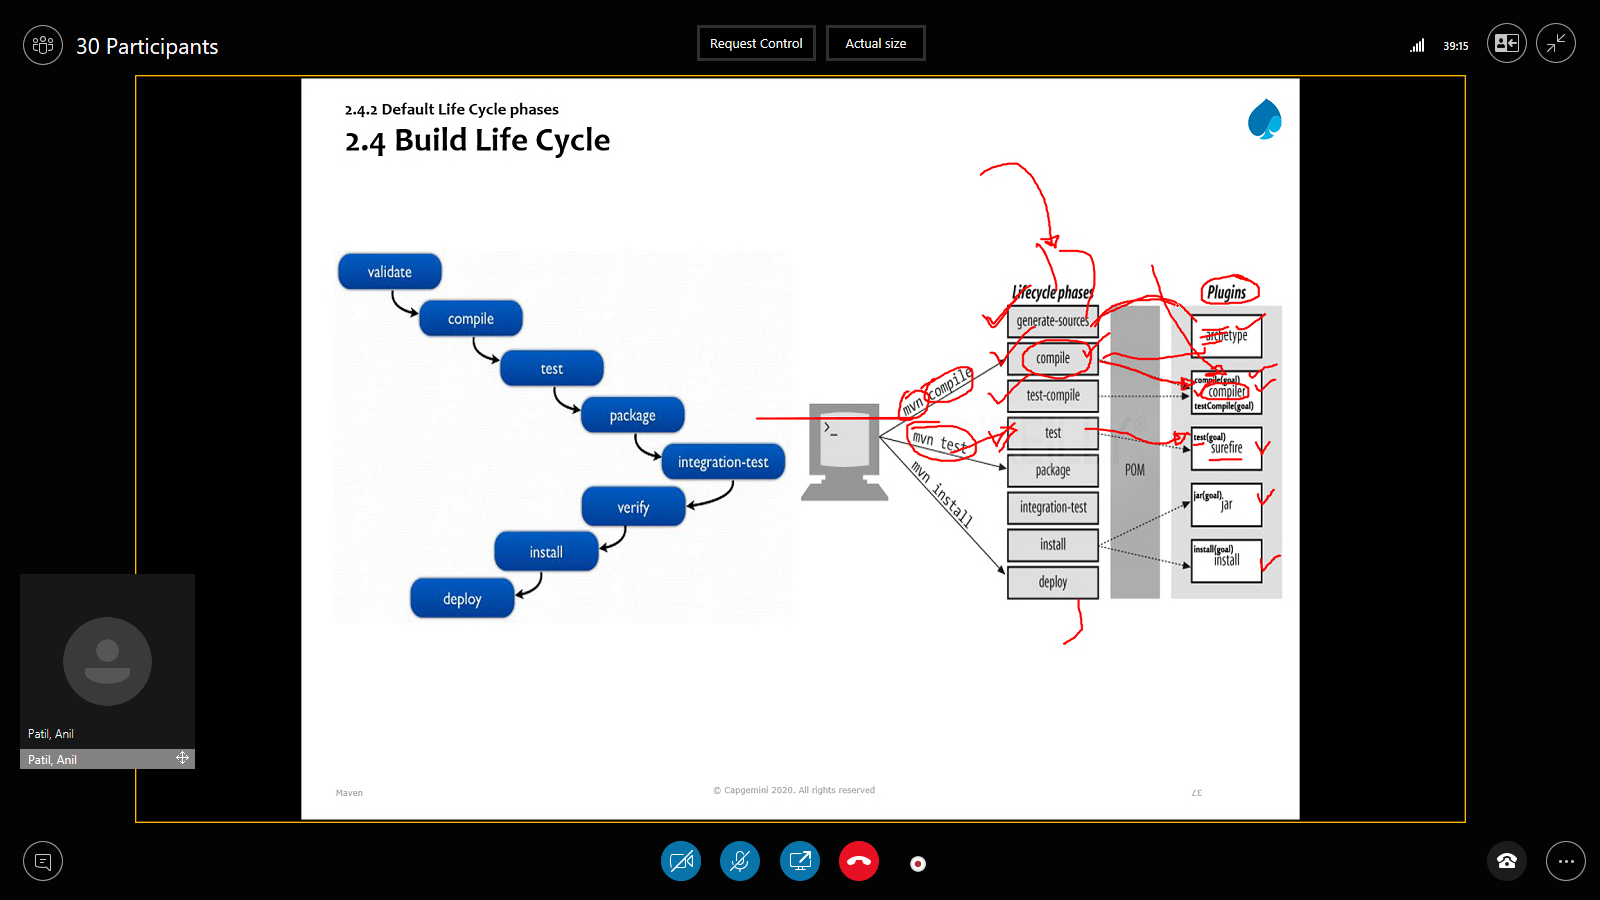 30 Participants
Request Control
Actual size
39:15
2.4.2 Default Life Cycle phases
2.4 Build Life Cycle
validate
compile
test
package
integration-test
verify
install
deploy
>_
mvn compile
mvn test
mvn install
Lifecycle phases
generate-sources
compile
test-compile
test
package
integration-test
install
deploy
POM
Plugins
archetype
compile(goal)
compiler
testCompile(goal)
test(goal)
surefire
jar(goal)
jar
install(goal)
install
Patil, Anil
Patil, Anil
Maven
© Capgemini 2020. All rights reserved
37